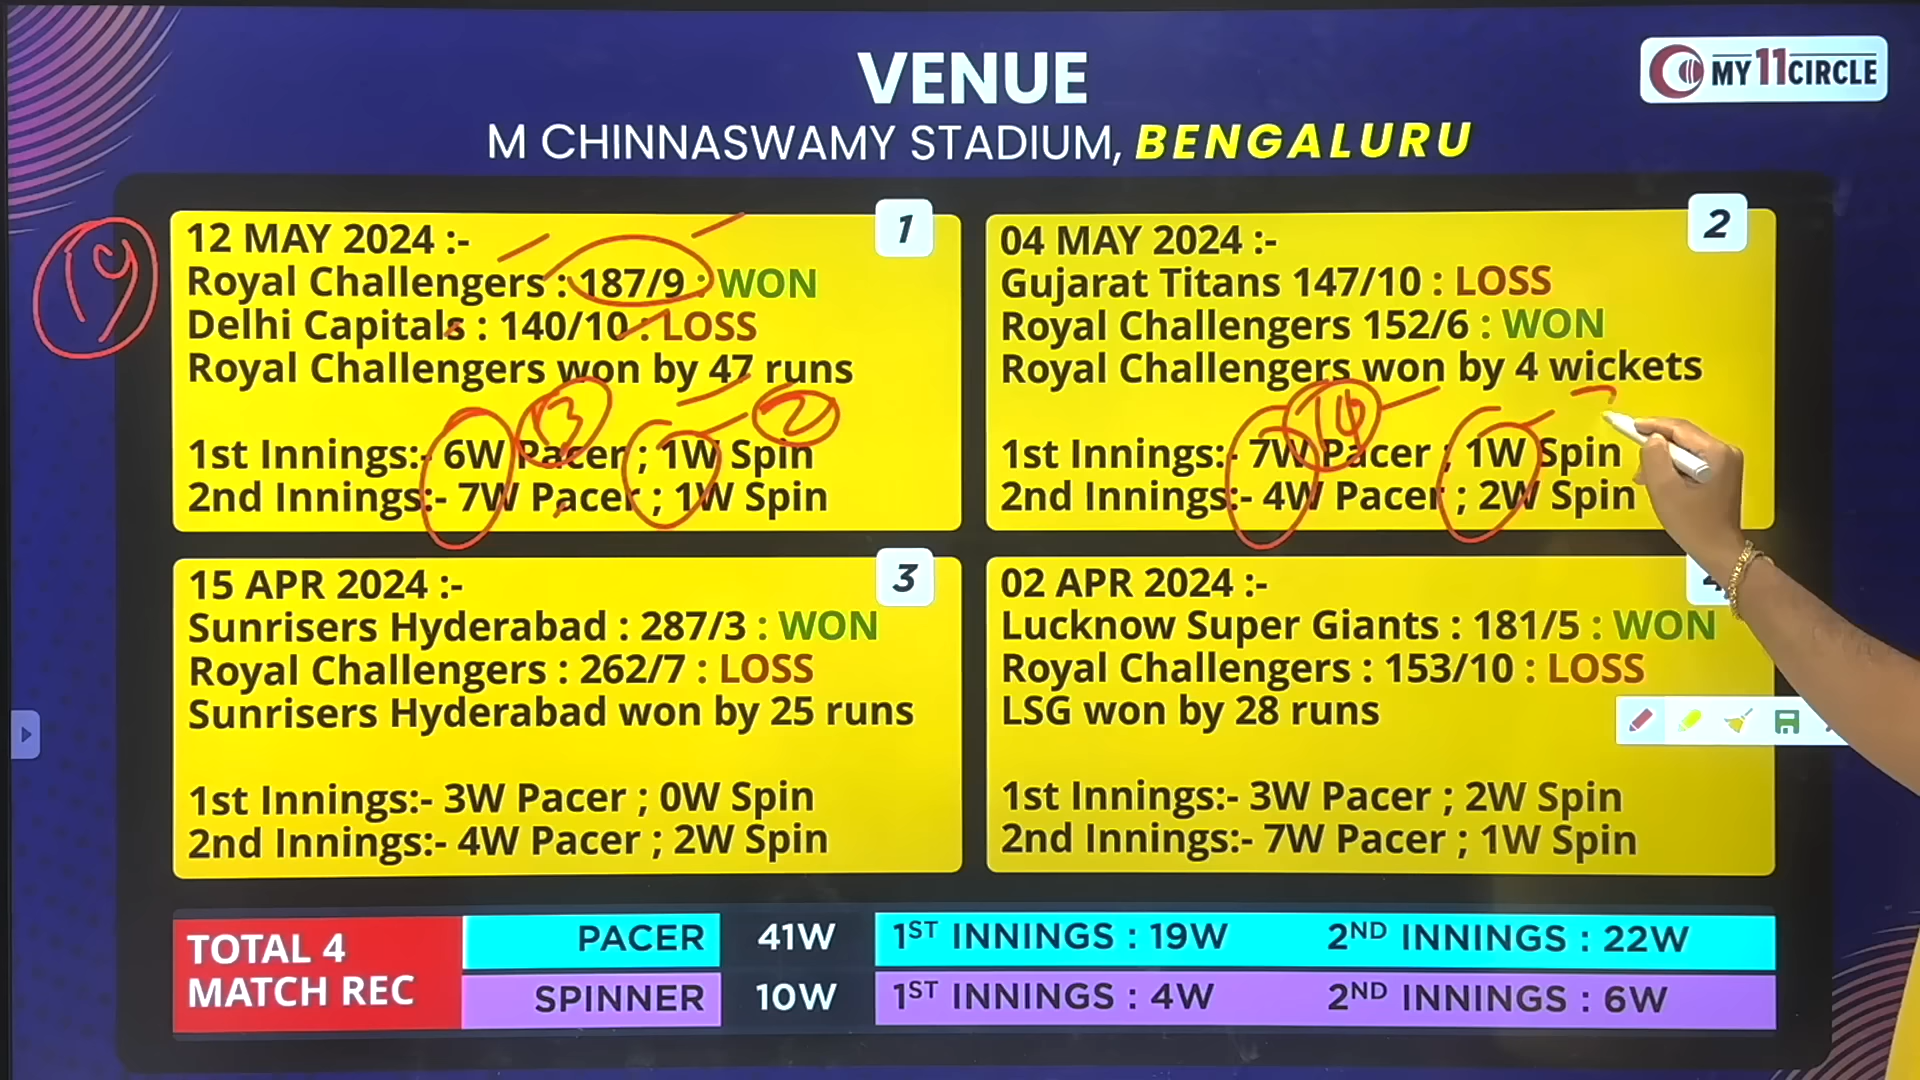 VENUE
MY11CIRCLE
M CHINNASWAMY STADIUM, BENGALURU
1
12 MAY 2024 :-
Royal Challengers : 187/9 : WON
Delhi Capitals : 140/10 : LOSS
Royal Challengers won by 47 runs
1st Innings:- 6W Pacer ; 1W Spin
2nd Innings:- 7W Pacer ; 1W Spin
2
04 MAY 2024 :-
Gujarat Titans 147/10 : LOSS
Royal Challengers 152/6 : WON
Royal Challengers won by 4 wickets
1st Innings:- 7W Pacer ; 1W Spin
2nd Innings:- 4W Pacer ; 2W Spin
3
15 APR 2024 :-
Sunrisers Hyderabad : 287/3 : WON
Royal Challengers : 262/7 : LOSS
Sunrisers Hyderabad won by 25 runs
1st Innings:- 3W Pacer ; 0W Spin
2nd Innings:- 4W Pacer ; 2W Spin
02 APR 2024 :-
Lucknow Super Giants : 181/5 : WON
Royal Challengers : 153/10 : LOSS
LSG won by 28 runs
1st Innings:- 3W Pacer ; 2W Spin
2nd Innings:- 7W Pacer ; 1W Spin
TOTAL 4
MATCH REC
PACER 41W 1ST INNINGS : 19W 2ND INNINGS : 22W
SPINNER 10W 1ST INNINGS : 4W 2ND INNINGS : 6W
19
13
2